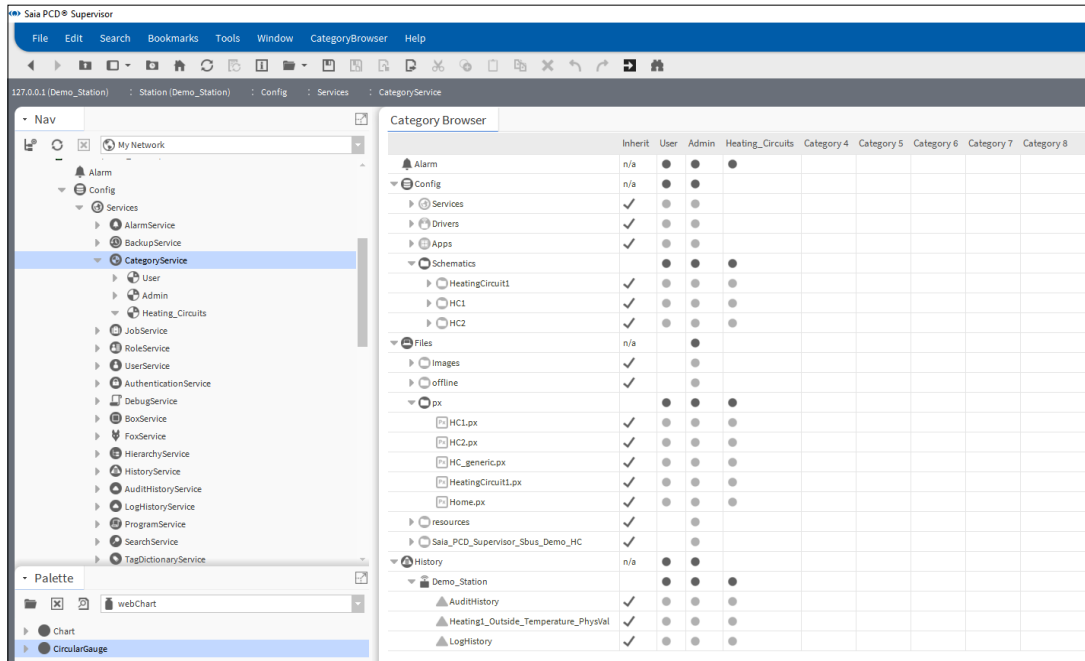 Saia PCD® Supervisor
File Edit Search Bookmarks Tools Window CategoryBrowser Help
127.0.0.1 (Demo_Station) : Station (Demo_Station) : Config : Services : CategoryService
Nav
My Network
Alarm
Config
Services
AlarmService
BackupService
CategoryService
User
Admin
Heating_Circuits
JobService
RoleService
UserService
AuthenticationService
DebugService
BoxService
FoxService
HierarchyService
HistoryService
AuditHistoryService
LogHistoryService
ProgramService
SearchService
TagDictionaryService
Palette
webChart
Chart
CircularGauge
Category Browser
Inherit User Admin Heating_Circuits Category 4 Category 5 Category 6 Category 7 Category 8
Alarm n/a
Config n/a
Services
Drivers
Apps
Schematics
HeatingCircuit1
HC1
HC2
Files n/a
Images
offline
px
Px HC1.px
Px HC2.px
Px HC_generic.px
Px HeatingCircuit1.px
Px Home.px
resources
Saia_PCD_Supervisor_Sbus_Demo_HC
History n/a
Demo_Station
AuditHistory
Heating1_Outside_Temperature_PhysVal
LogHistory